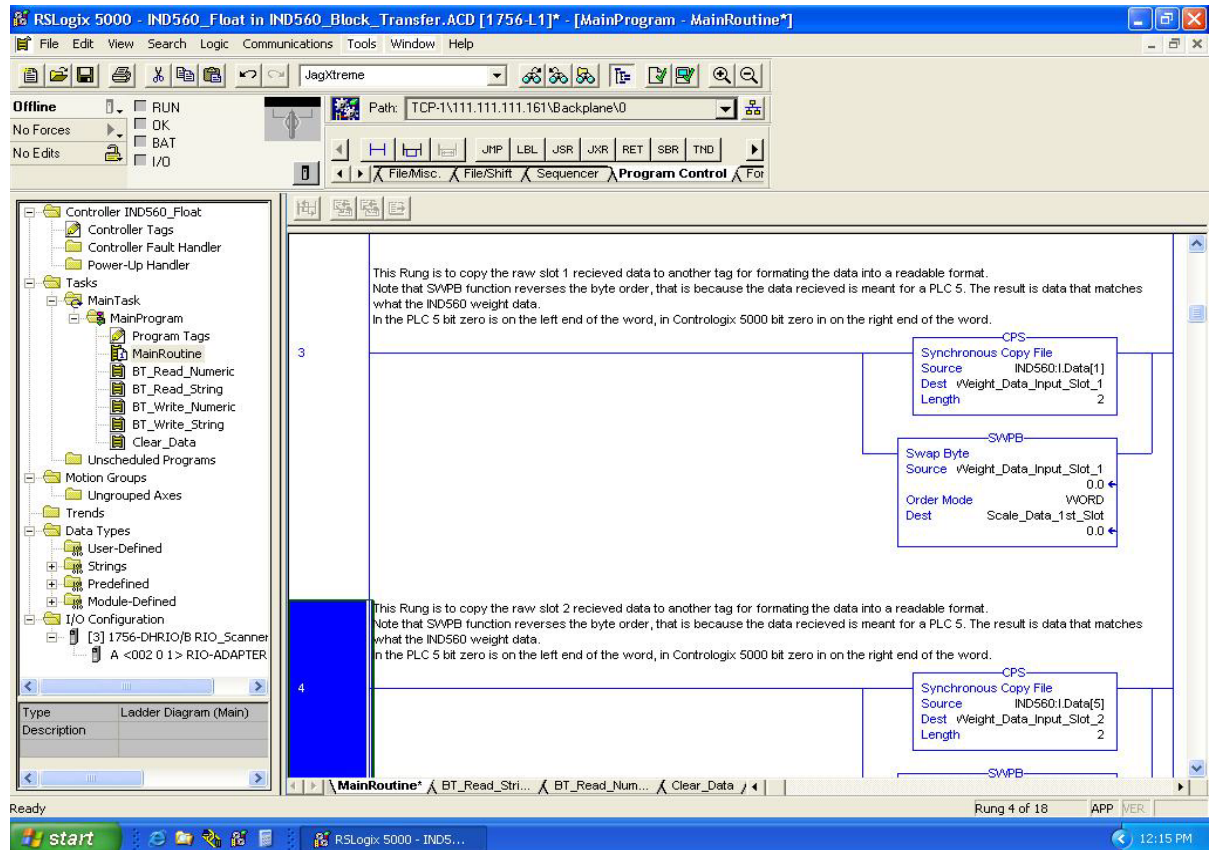 RSLogix 5000 - IND560_Float in IND560_Block_Transfer.ACD [1756-L1]* - [MainProgram - MainRoutine*]
File Edit View Search Logic Communications Tools Window Help
JagXtreme
Offline
RUN
No Forces
OK
No Edits
BAT
I/O
Path: TCP-1\111.111.111.161\Backplane\0
JMP LBL JSR JXR RET SBR TND
File/Misc. File/Shift Sequencer Program Control For
Controller IND560_Float
Controller Tags
Controller Fault Handler
Power-Up Handler
Tasks
MainTask
MainProgram
Program Tags
MainRoutine
BT_Read_Numeric
BT_Read_String
BT_Write_Numeric
BT_Write_String
Clear_Data
Unscheduled Programs
Motion Groups
Ungrouped Axes
Trends
Data Types
User-Defined
Strings
Predefined
Module-Defined
I/O Configuration
[3] 1756-DHRIO/B RIO_Scanner
A <002 0 1> RIO-ADAPTER
Type Ladder Diagram (Main)
Description
This Rung is to copy the raw slot 1 recieved data to another tag for formating the data into a readable format.
Note that SWPB function reverses the byte order, that is because the data recieved is meant for a PLC 5. The result is data that matches
what the IND560 weight data.
In the PLC 5 bit zero is on the left end of the word, in Contrologix 5000 bit zero in on the right end of the word.
3
CPS
Synchronous Copy File
Source IND560:I.Data[1]
Dest Weight_Data_Input_Slot_1
Length 2
SWPB
Swap Byte
Source Weight_Data_Input_Slot_1
0.0
Order Mode WORD
Dest Scale_Data_1st_Slot
0.0
This Rung is to copy the raw slot 2 recieved data to another tag for formating the data into a readable format.
Note that SWPB function reverses the byte order, that is because the data recieved is meant for a PLC 5. The result is data that matches
what the IND560 weight data.
In the PLC 5 bit zero is on the left end of the word, in Contrologix 5000 bit zero in on the right end of the word.
4
CPS
Synchronous Copy File
Source IND560:I.Data[5]
Dest Weight_Data_Input_Slot_2
Length 2
SWPB
MainRoutine* BT_Read_Stri... BT_Read_Num... Clear_Data
Ready
Rung 4 of 18 APP VER
start
RSLogix 5000 - IND5...
12:15 PM